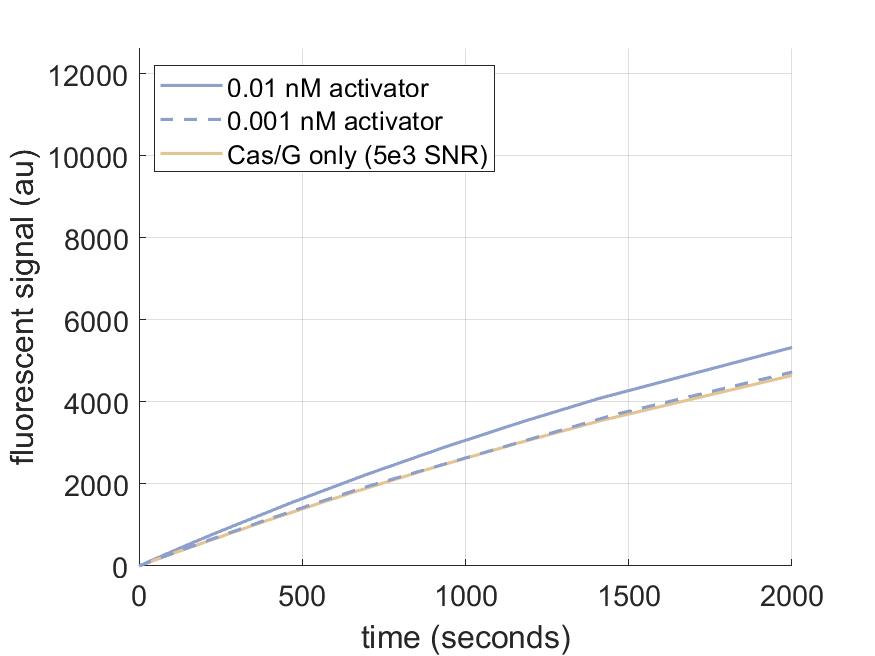 12000
10000
8000
6000
4000
2000
0
fluorescent signal (au)
0.01 nM activator
0.001 nM activator
Cas/G only (5e3 SNR)
0 500 1000 1500 2000
time (seconds)